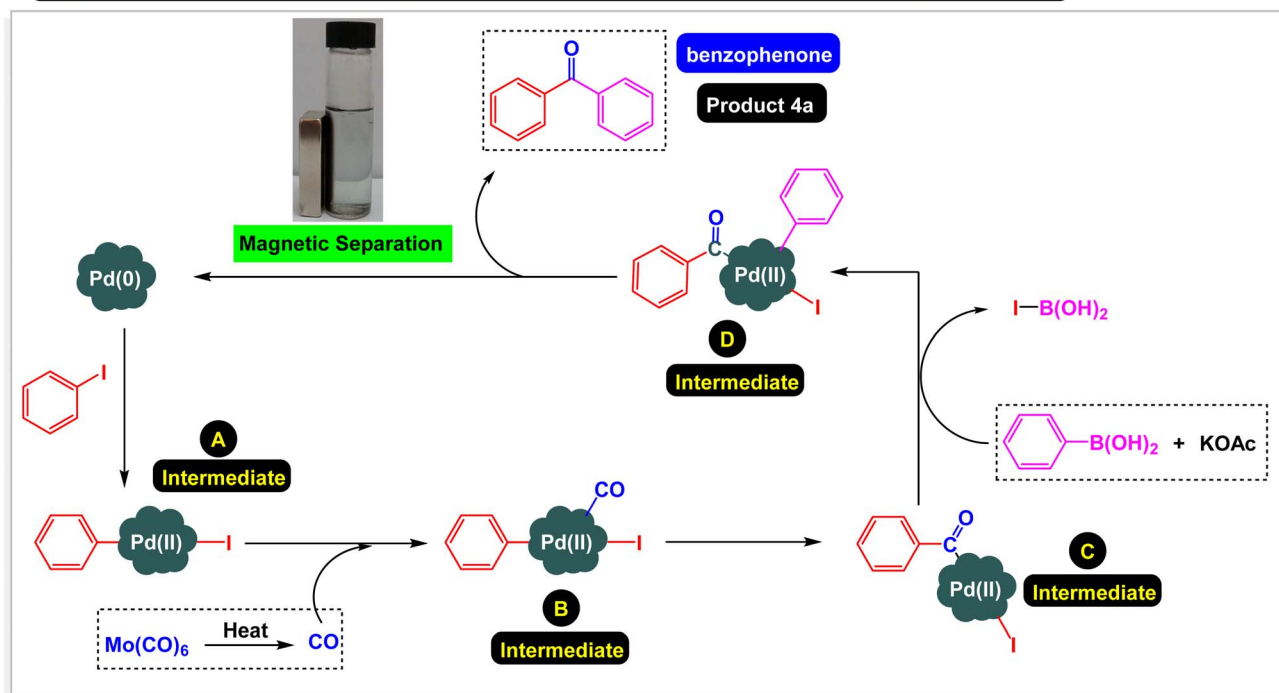 O
benzophenone
Product 4a
Magnetic Separation
O
C
Pd(II)
I
D
Intermediate
Pd(0)
I
I—B(OH)₂
B(OH)₂ + KOAc
A
Intermediate
Pd(II) I
CO
Pd(II) I
B
Intermediate
O
C
Pd(II)
I
C
Intermediate
Mo(CO)₆ Heat CO